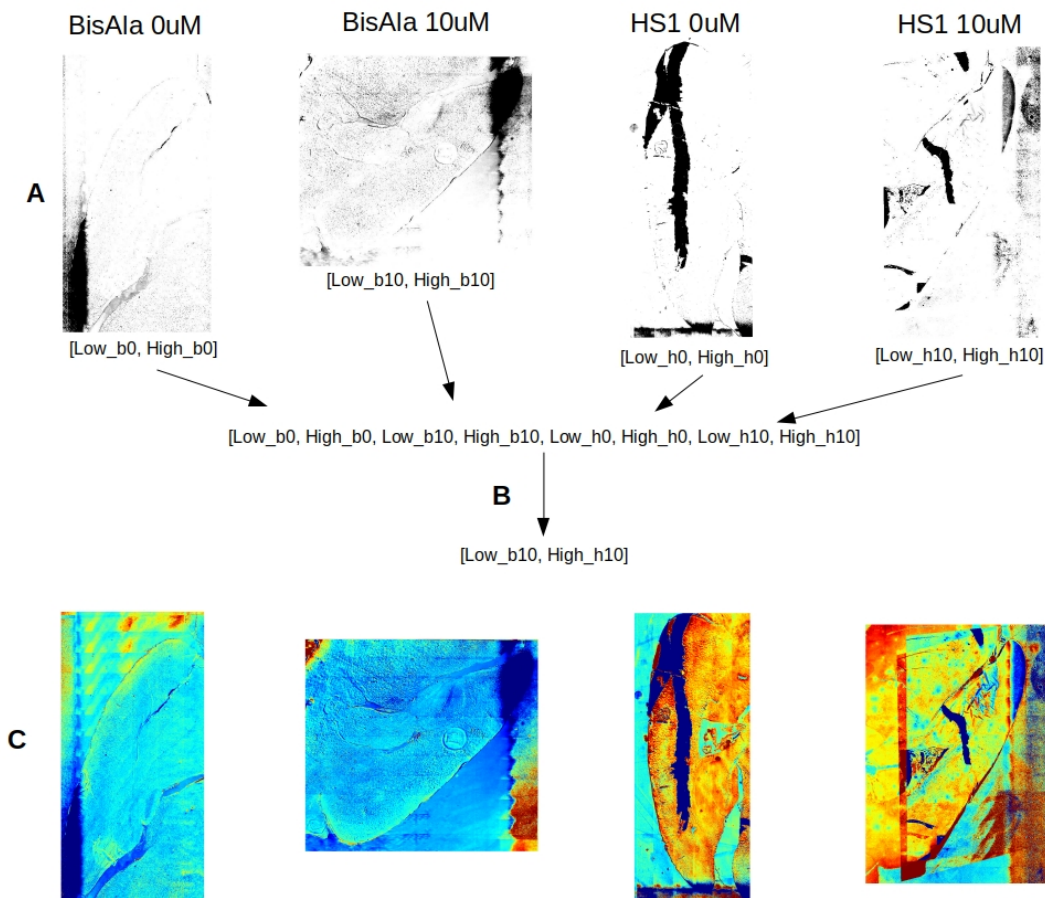 BisAla 0uM
BisAla 10uM
HS1 0uM
HS1 10uM
A
[Low_b0, High_b0]
[Low_b10, High_b10]
[Low_h0, High_h0]
[Low_h10, High_h10]
[Low_b0, High_b0, Low_b10, High_b10, Low_h0, High_h0, Low_h10, High_h10]
B
[Low_b10, High_h10]
C